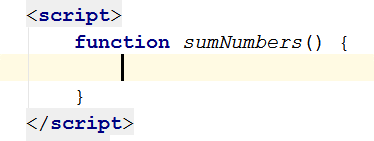 <script>
function sumNumbers() {
}
</script>